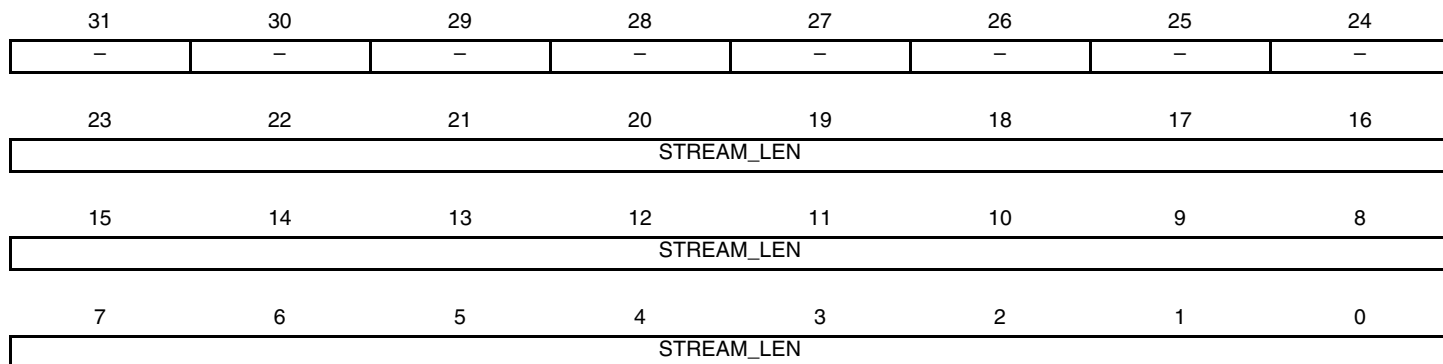 31 30 29 28 27 26 25 24
– – – – – – – –
23 22 21 20 19 18 17 16
STREAM_LEN
15 14 13 12 11 10 9 8
STREAM_LEN
7 6 5 4 3 2 1 0
STREAM_LEN